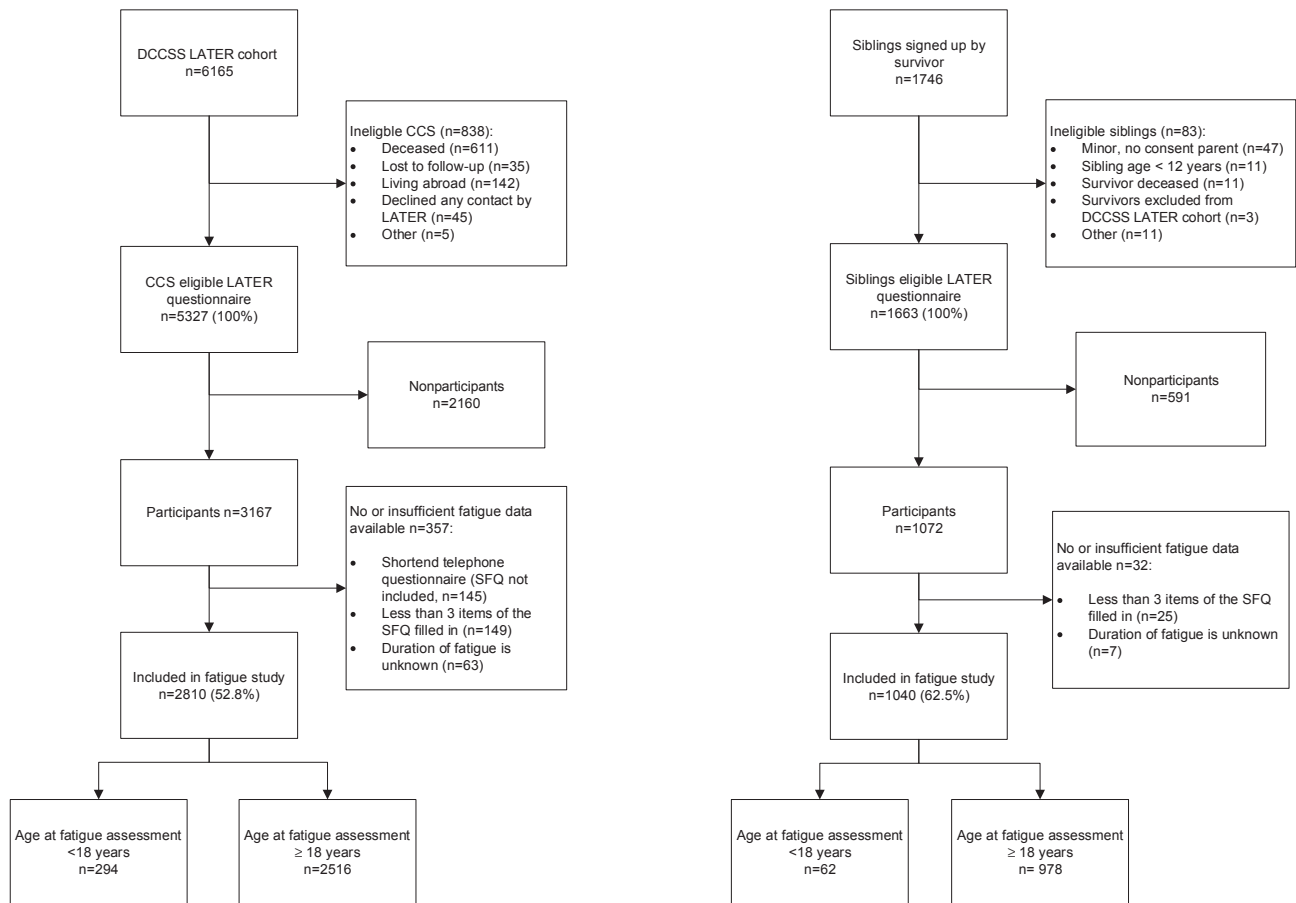 DCCSS LATER cohort
n=6165
Ineligble CCS (n=838):
• Deceased (n=611)
• Lost to follow-up (n=35)
• Living abroad (n=142)
• Declined any contact by
LATER (n=45)
• Other (n=5)
CCS eligible LATER
questionnaire
n=5327 (100%)
Nonparticipants
n=2160
Participants n=3167
No or insufficient fatigue data
available n=357:
• Shortend telephone
questionnaire (SFQ not
included, n=145)
• Less than 3 items of the
SFQ filled in (n=149)
• Duration of fatigue is
unknown (n=63)
Included in fatigue study
n=2810 (52.8%)
Age at fatigue assessment
<18 years
n=294
Age at fatigue assessment
≥ 18 years
n=2516
Siblings signed up by
survivor
n=1746
Ineligible siblings (n=83):
• Minor, no consent parent (n=47)
• Sibling age < 12 years (n=11)
• Survivor deceased (n=11)
• Survivors excluded from
DCCSS LATER cohort (n=3)
• Other (n=11)
Siblings eligible LATER
questionnaire
n=1663 (100%)
Nonparticipants
n=591
Participants
n=1072
No or insufficient fatigue data
available n=32:
• Less than 3 items of the SFQ
filled in (n=25)
• Duration of fatigue is unknown
(n=7)
Included in fatigue study
n=1040 (62.5%)
Age at fatigue assessment
<18 years
n=62
Age at fatigue assessment
≥ 18 years
n= 978